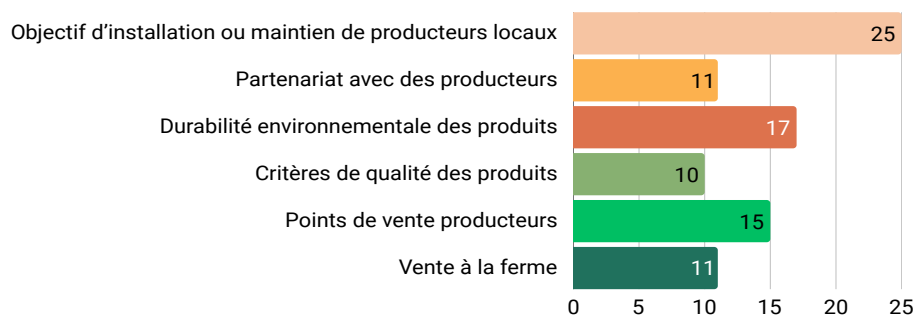 Objectif d'installation ou maintien de producteurs locaux
25
Partenariat avec des producteurs
11
Durabilité environnementale des produits
17
Critères de qualité des produits
10
Points de vente producteurs
15
Vente à la ferme
11
0 5 10 15 20 25